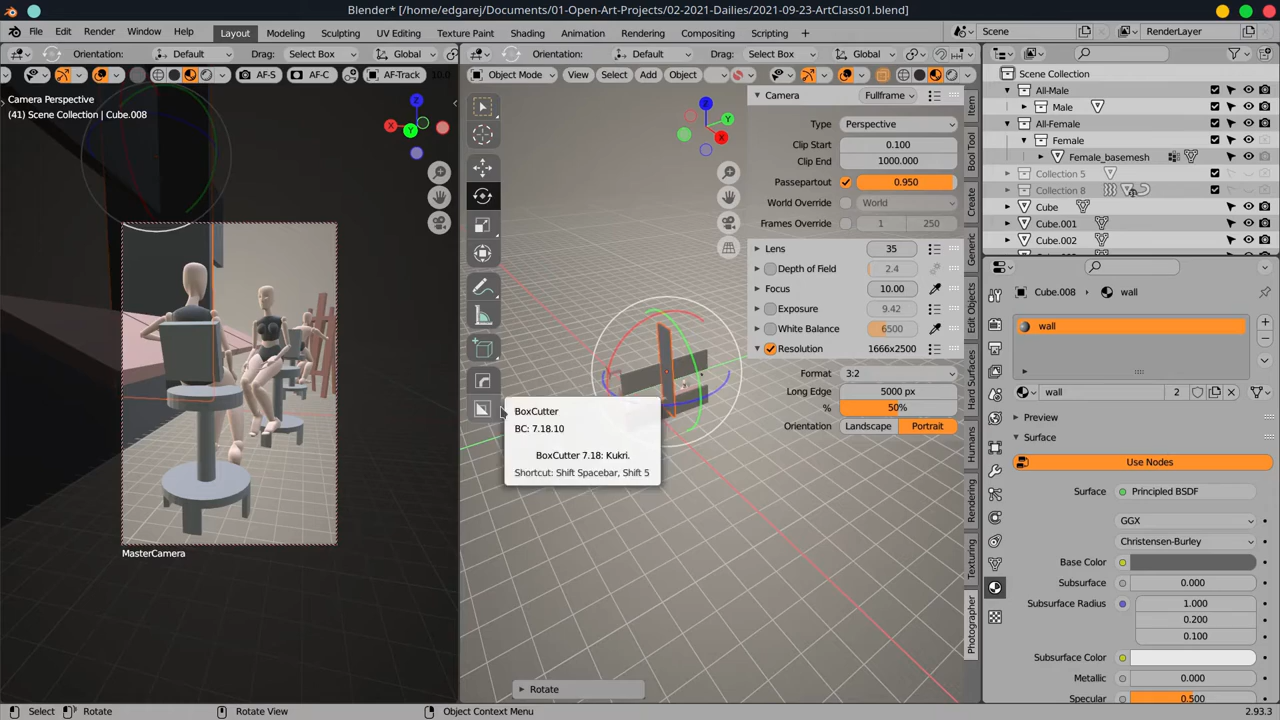 Blender* [/home/edgarej/Documents/01-Open-Art-Projects/02-2021-Dailies/2021-09-23-ArtClass01.blend]
File Edit Render Window Help Layout Modeling Sculpting UV Editing Texture Paint Shading Animation Rendering Compositing Scripting + Scene RenderLayer
Orientation: Default Drag: Select Box Global
Orientation: Default Drag: Select Box Global
AF-S AF-C AF-Track 10.0
Object Mode View Select Add Object Global
Camera Perspective
(41) Scene Collection | Cube.008
X Y Z
MasterCamera
Z Y X
BoxCutter
BC: 7.18.10
BoxCutter 7.18: Kukri.
Shortcut: Shift Spacebar, Shift 5
Rotate
Camera Fullframe
Type Perspective
Clip Start 0.100
Clip End 1000.000
Passepartout 0.950
World Override World
Frames Override 1 250
Lens 35
Depth of Field 2.4
Focus 10.00
Exposure 9.42
White Balance 6500
Resolution 1666x2500
Format 3:2
Long Edge 5000 px
% 50%
Orientation Landscape Portrait
Item
Bool Tool
Create
Generic
Edit Objects
Hard Surfaces
Humans
Rendering
Texturing
Photographer
Scene Collection
All-Male
Male
All-Female
Female
Female_basemesh
Collection 5
Collection 8
Cube
Cube.001
Cube.002
Cube.008 wall
wall
wall 2
Preview
Surface
Use Nodes
Surface Principled BSDF
GGX
Christensen-Burley
Base Color
Subsurface 0.000
Subsurface Radius 1.000
0.200
0.100
Subsurface Color
Metallic 0.000
Specular 0.500
Select Rotate Rotate View Object Context Menu 2.93.3